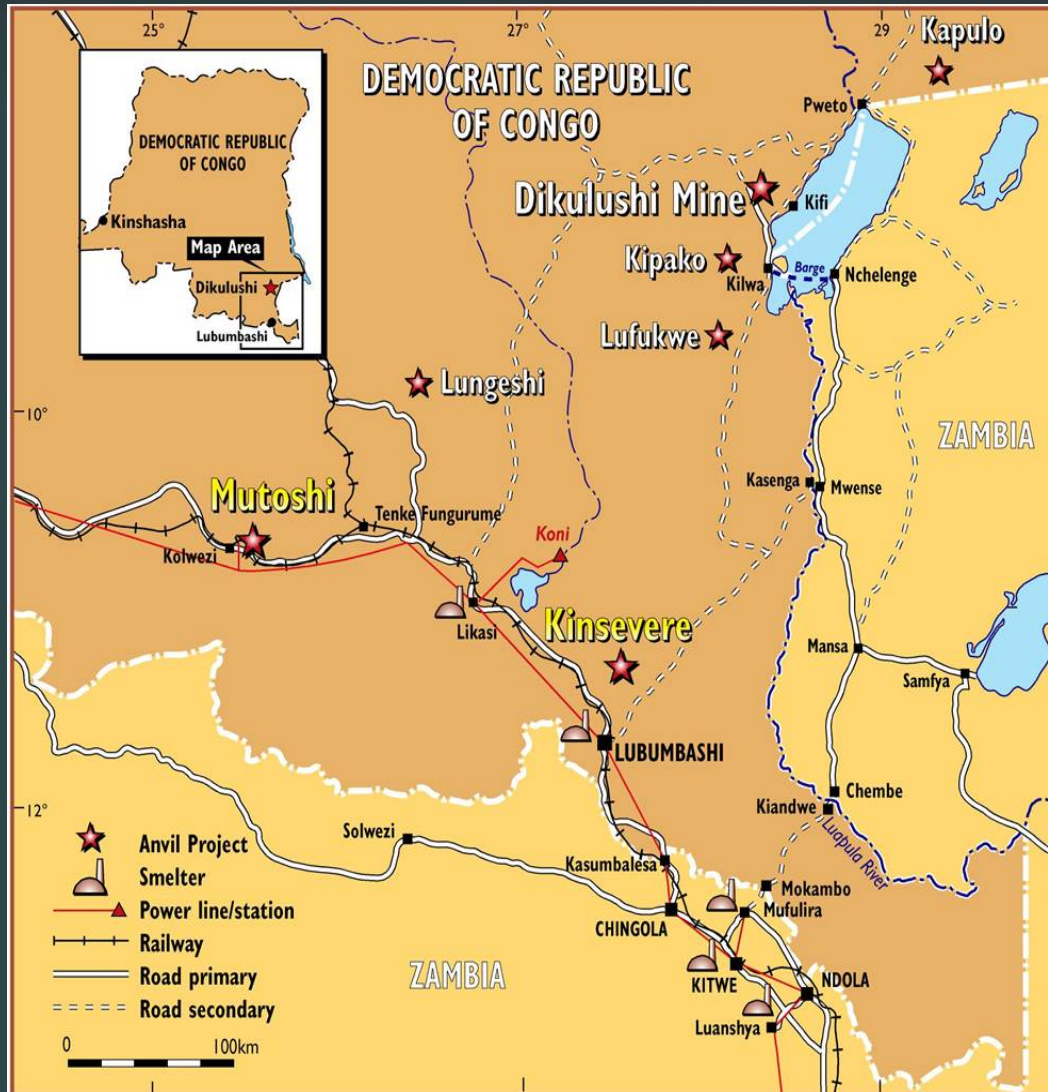 25°
27°
29
Kapulo
DEMOCRATIC REPUBLIC
OF CONGO
Pweto
DEMOCRATIC REPUBLIC
OF CONGO
Kinshasha
Map Area
Dikulushi
Lubumbashi
Dikulushi Mine
Kifi
Kipako
Kilwa
Barge
Nchelenge
Lufukwe
Lungeshi
10°
ZAMBIA
Kasenga
Mwense
Mutoshi
Tenke Fungurume
Kolwezi
Koni
Likasi
Kinsevere
Mansa
Samfya
LUBUMBASHI
Chembe
Kiandwe
12°
Luapula River
Solwezi
Kasumbalesa
Mokambo
Mufulira
CHINGOLA
KITWE
NDOLA
Luanshya
ZAMBIA
Anvil Project
Smelter
Power line/station
Railway
Road primary
Road secondary
0 100km